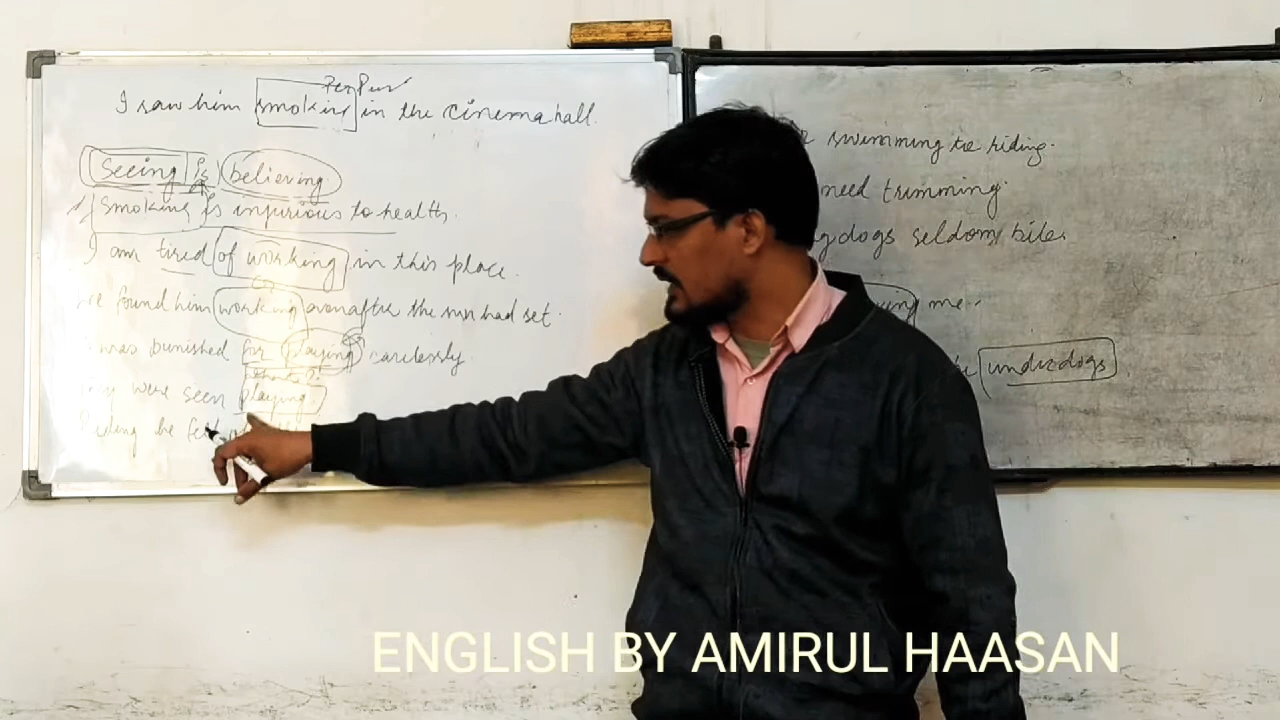 I saw him smoking in the cinema hall.
Seeing is believing.
Smoking is injurious to health.
I am tired of working in this place.
found him working even after the sun had set.
was punished for playing carelessly.
were seen playing.
he
swimming to riding.
need trimming.
dogs seldom bite.
me.
underdogs.
ENGLISH BY AMIRUL HAASAN